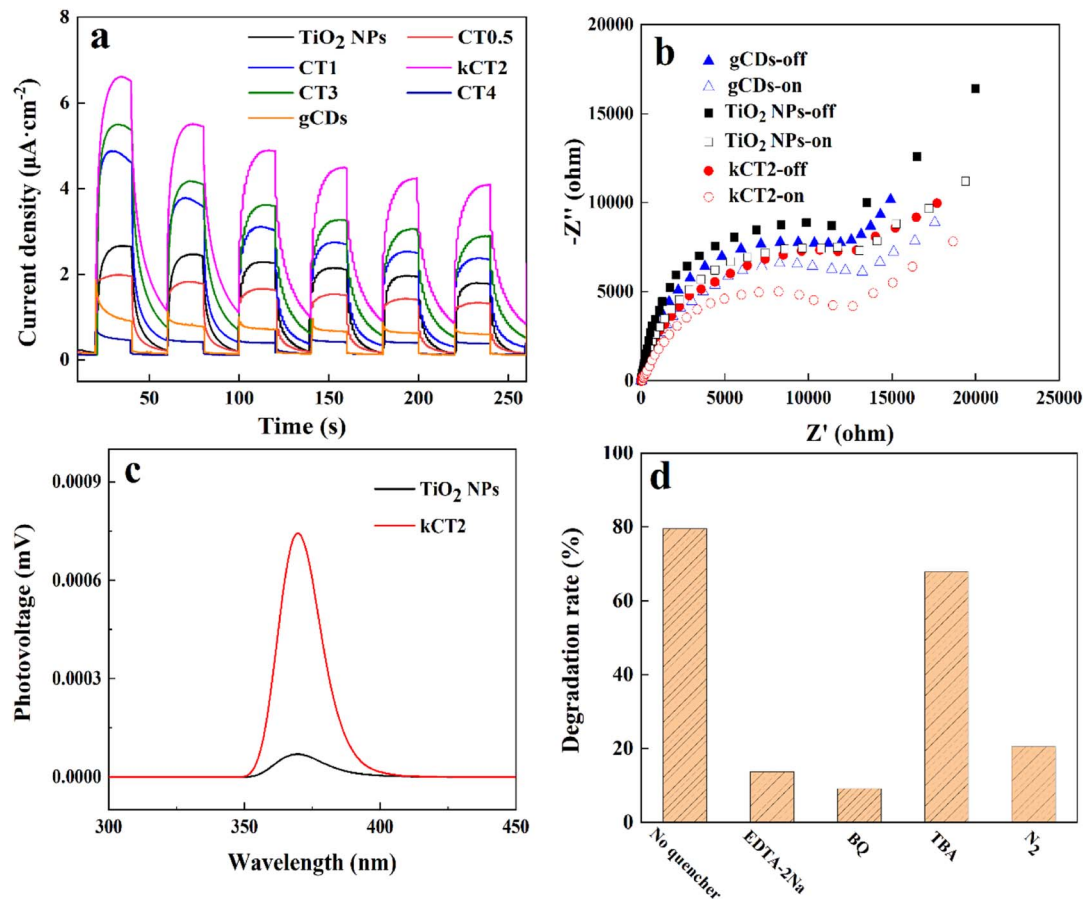 a
TiO₂ NPs
CT0.5
CT1
kCT2
CT3
CT4
gCDs
8
6
4
2
0
Current density (μA·cm⁻²)
50 100 150 200 250
Time (s)
b
gCDs-off
gCDs-on
TiO₂ NPs-off
TiO₂ NPs-on
kCT2-off
kCT2-on
20000
15000
10000
5000
0
-Z'' (ohm)
0 5000 10000 15000 20000 25000
Z' (ohm)
c
TiO₂ NPs
kCT2
0.0009
0.0006
0.0003
0.0000
Photovoltage (mV)
300 350 400 450
Wavelength (nm)
d
100
80
60
40
20
0
Degradation rate (%)
No quencher
EDTA-2Na
BQ
TBA
N₂